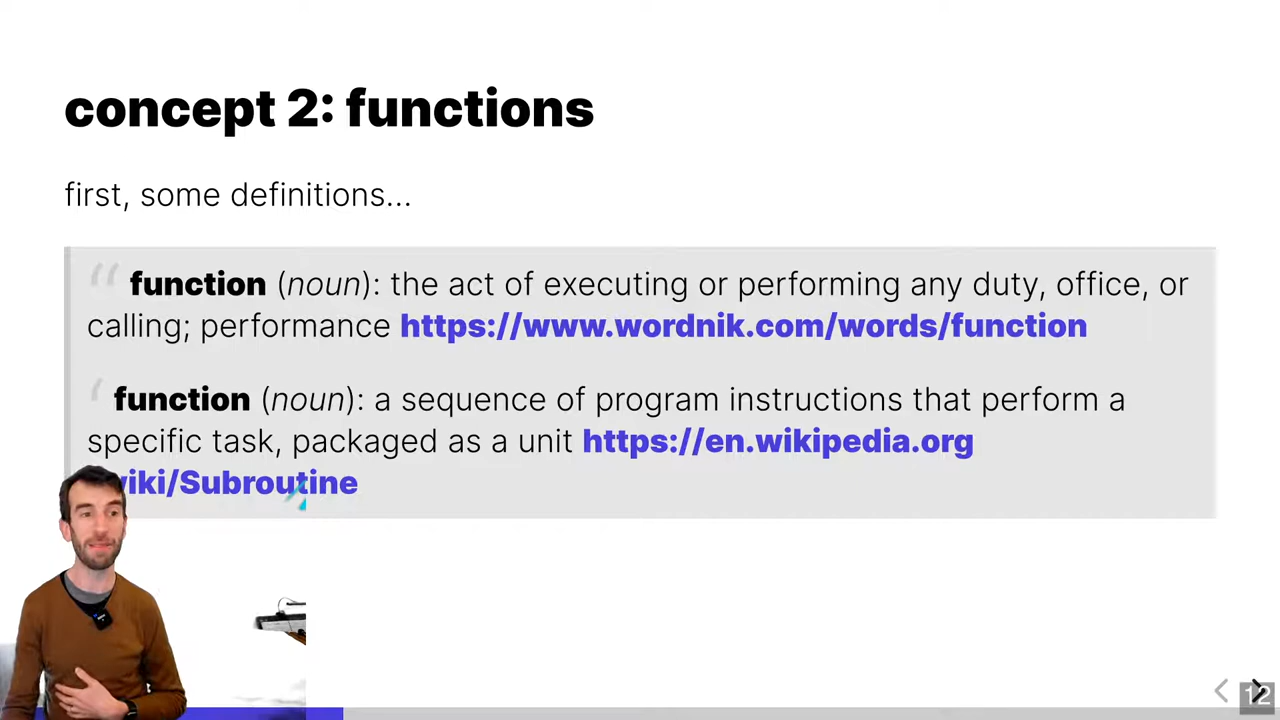 concept 2: functions
first, some definitions...
“ function (noun): the act of executing or performing any duty, office, or
calling; performance https://www.wordnik.com/words/function
‘ function (noun): a sequence of program instructions that perform a
specific task, packaged as a unit https://en.wikipedia.org
wiki/Subroutine
12